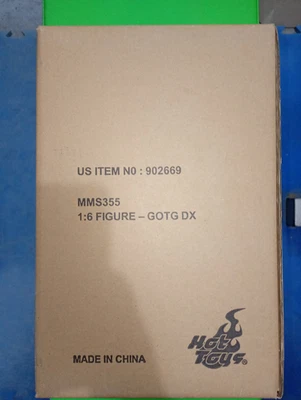 US ITEM N0 : 902669
MMS355
1:6 FIGURE – GOTG DX
Hot
Toys
MADE IN CHINA